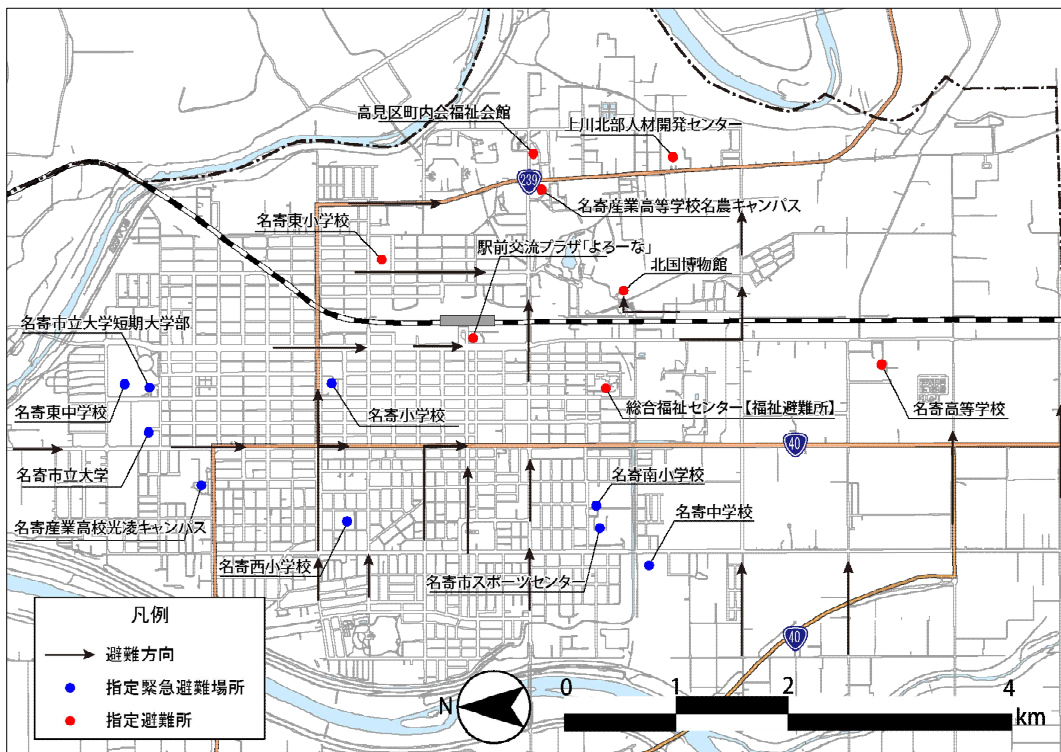 高見区町内会福祉会館
上川北部人材開発センター
239
名寄産業高等学校名農キャンパス
名寄東小学校
駅前交流プラザ「よろーな」
北国博物館
名寄市立大学短期大学部
名寄東中学校
名寄小学校
総合福祉センター【福祉避難所】
名寄高等学校
40
名寄市立大学
名寄南小学校
名寄産業高校光凌キャンパス
名寄中学校
名寄西小学校
名寄市スポーツセンター
凡例
避難方向
指定緊急避難場所
指定避難所
40
N
0 1 2 4
km